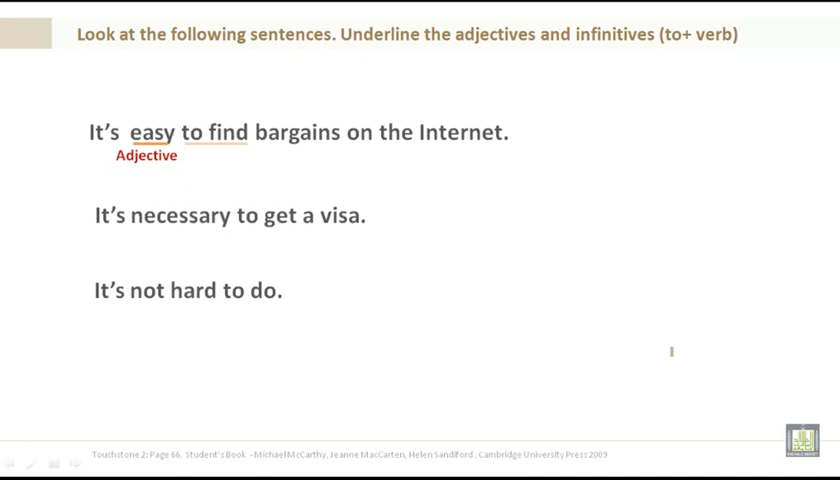 Look at the following sentences. Underline the adjectives and infinitives (to+ verb)
It's easy to find bargains on the Internet.
Adjective
It's necessary to get a visa.
It's not hard to do.
Touchstone 2: Page 66, Student's Book -Michael McCarthy, Jeanne MacCarten, Helen Sandiford , Cambridge University Press 2009